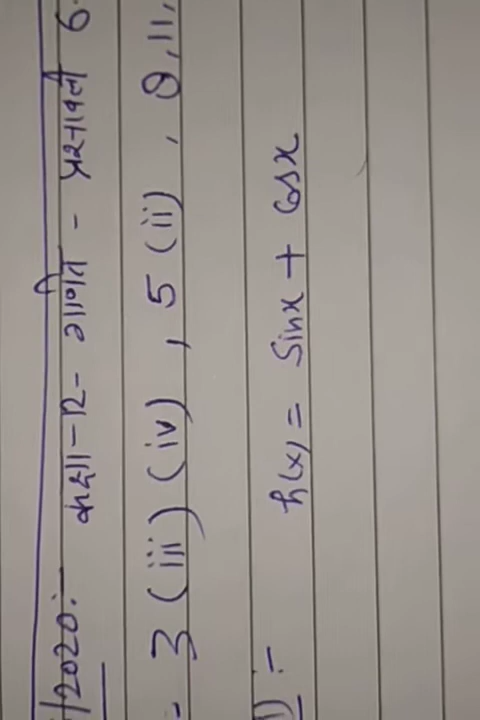 /2020:- कक्षा-12- गणित - प्रश्नावली 6.
- 3 (iii) (iv) , 5 (ii) , 9, 11,
:- h(x) = Sinx + Cosx